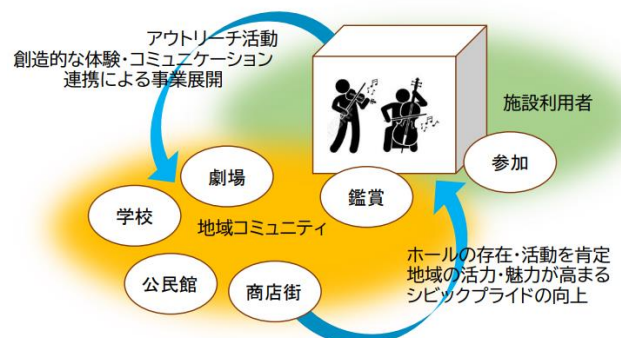 アウトリーチ活動
創造的な体験・コミュニケーション
連携による事業展開
施設利用者
参加
鑑賞
劇場
学校
地域コミュニティ
公民館
商店街
ホールの存在・活動を肯定
地域の活力・魅力が高まる
シビックプライドの向上